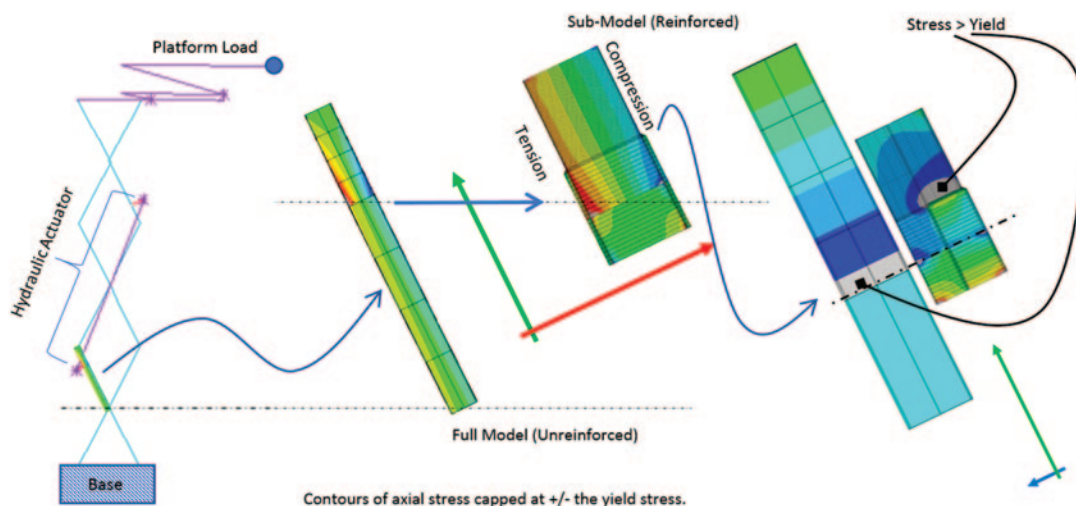 Platform Load
Sub-Model (Reinforced)
Stress > Yield
Compression
Tension
Hydraulic Actuator
Full Model (Unreinforced)
Base
Contours of axial stress capped at +/- the yield stress.